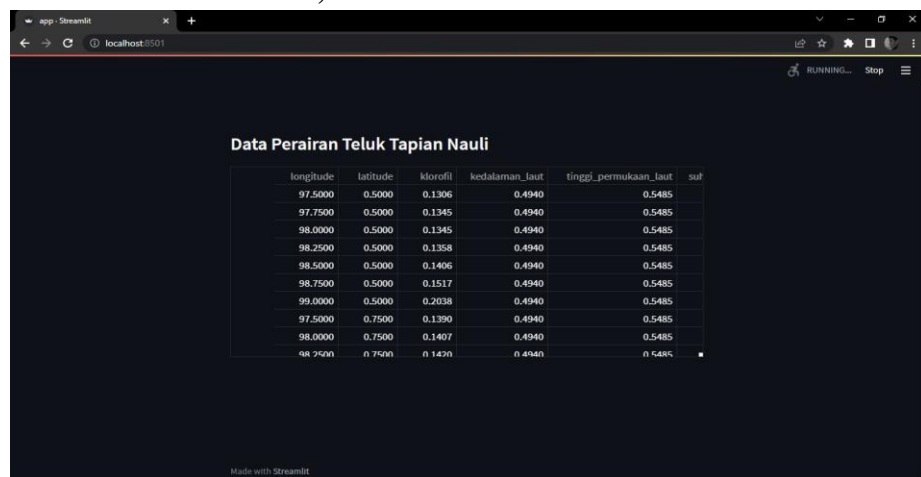 app · Streamlit
localhost:8501
RUNNING... Stop
Data Perairan Teluk Tapian Nauli
longitude latitude klorofil kedalaman_laut tinggi_permukaan_laut suh
97.5000 0.5000 0.1306 0.4940 0.5485
97.7500 0.5000 0.1345 0.4940 0.5485
98.0000 0.5000 0.1345 0.4940 0.5485
98.2500 0.5000 0.1358 0.4940 0.5485
98.5000 0.5000 0.1406 0.4940 0.5485
98.7500 0.5000 0.1517 0.4940 0.5485
99.0000 0.5000 0.2038 0.4940 0.5485
97.5000 0.7500 0.1390 0.4940 0.5485
98.0000 0.7500 0.1407 0.4940 0.5485
98.2500 0.7500 0.1420 0.4940 0.5485
Made with Streamlit